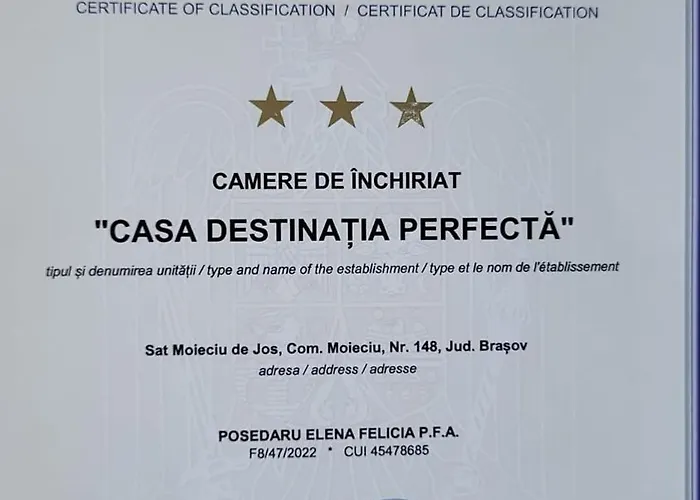 CERTIFICATE OF CLASSIFICATION / CERTIFICAT DE CLASSIFICATION
CAMERE DE ÎNCHIRIAT
"CASA DESTINAȚIA PERFECTĂ"
tipul și denumirea unității / type and name of the establishment / type et le nom de l'établissement
Sat Moieciu de Jos, Com. Moieciu, Nr. 148, Jud. Brașov
adresa / address / adresse
POSEDARU ELENA FELICIA P.F.A.
F8/47/2022 * CUI 45478685